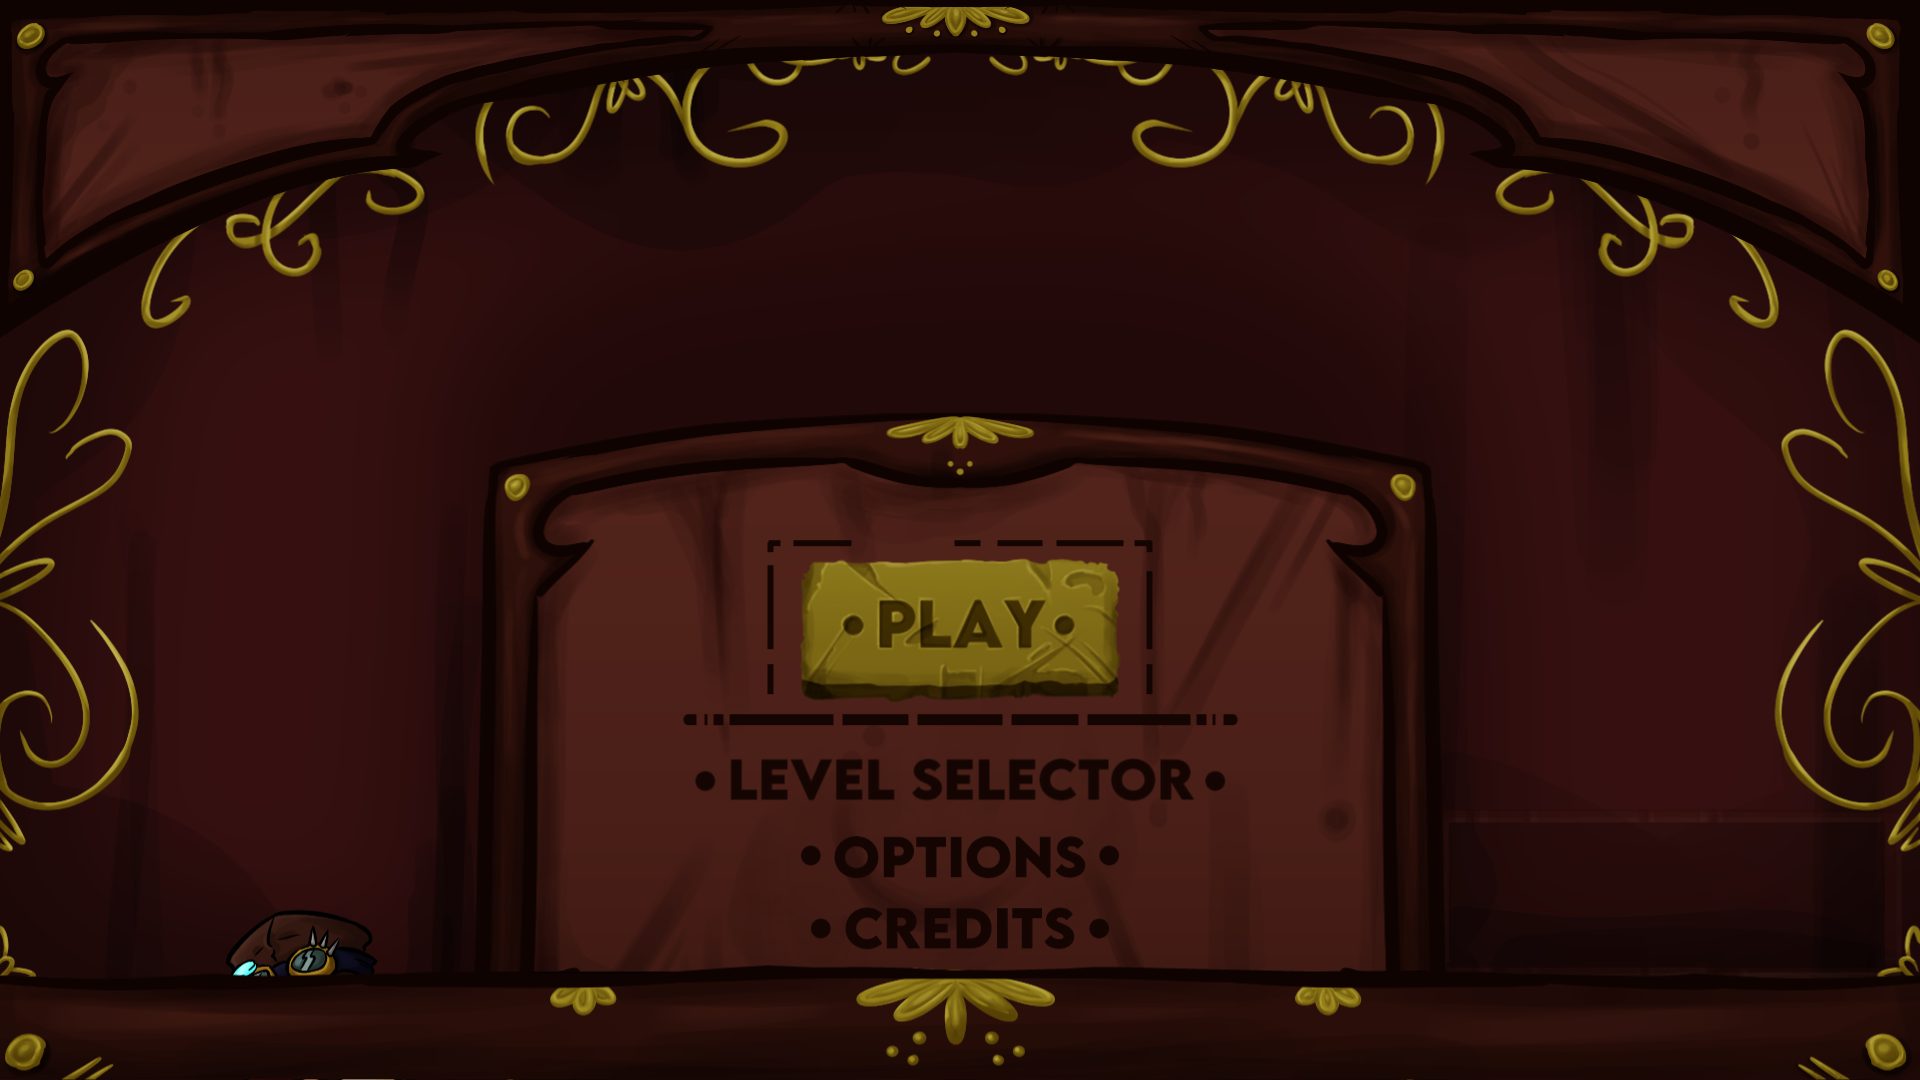 • PLAY •
• LEVEL SELECTOR •
• OPTIONS •
• CREDITS •